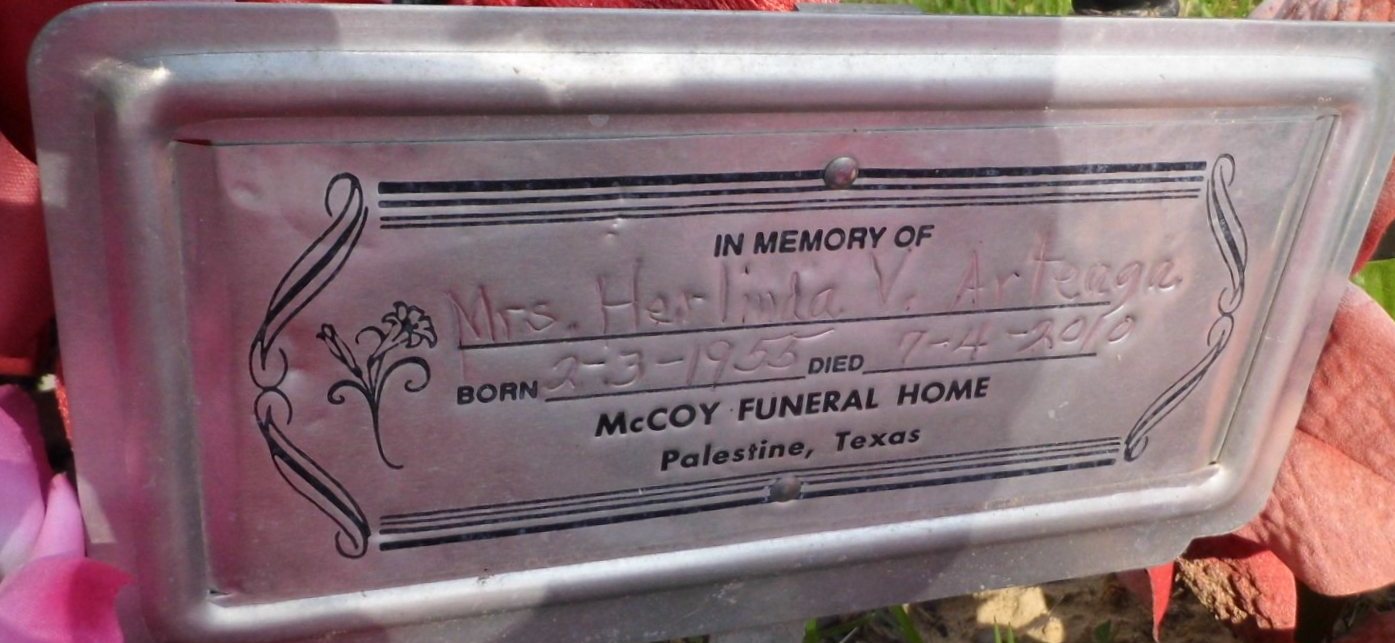 IN MEMORY OF
Mrs. Herlinda V. Arteaga
BORN 2-3-1955 DIED 7-4-2010
McCOY FUNERAL HOME
Palestine, Texas